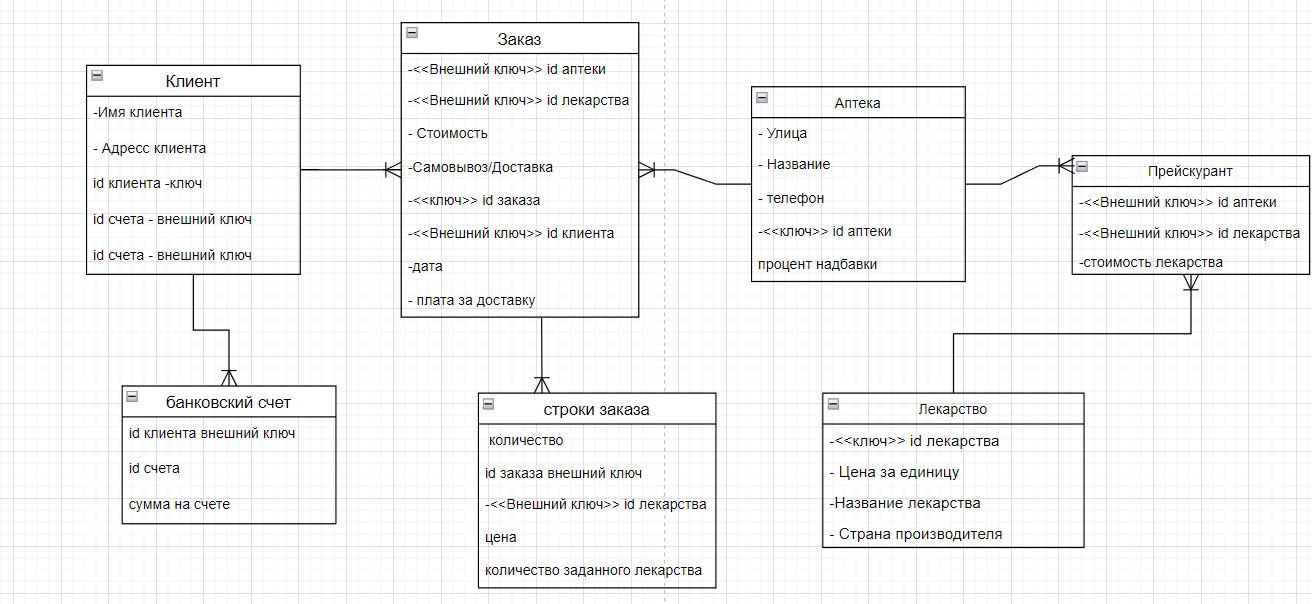 Клиент
-Имя клиента
- Адресс клиента
id клиента -ключ
id счета - внешний ключ
id счета - внешний ключ
Заказ
-<<Внешний ключ>> id аптеки
-<<Внешний ключ>> id лекарства
- Стоимость
-Самовывоз/Доставка
-<<ключ>> id заказа
-<<Внешний ключ>> id клиента
-дата
- плата за доставку
Аптека
- Улица
- Название
- телефон
-<<ключ>> id аптеки
процент надбавки
Прейскурант
-<<Внешний ключ>> id аптеки
-<<Внешний ключ>> id лекарства
-стоимость лекарства
банковский счет
id клиента внешний ключ
id счета
сумма на счете
строки заказа
количество
id заказа внешний ключ
-<<Внешний ключ>> id лекарства
цена
количество заданного лекарства
Лекарство
-<<ключ>> id лекарства
- Цена за единицу
-Название лекарства
- Страна производителя